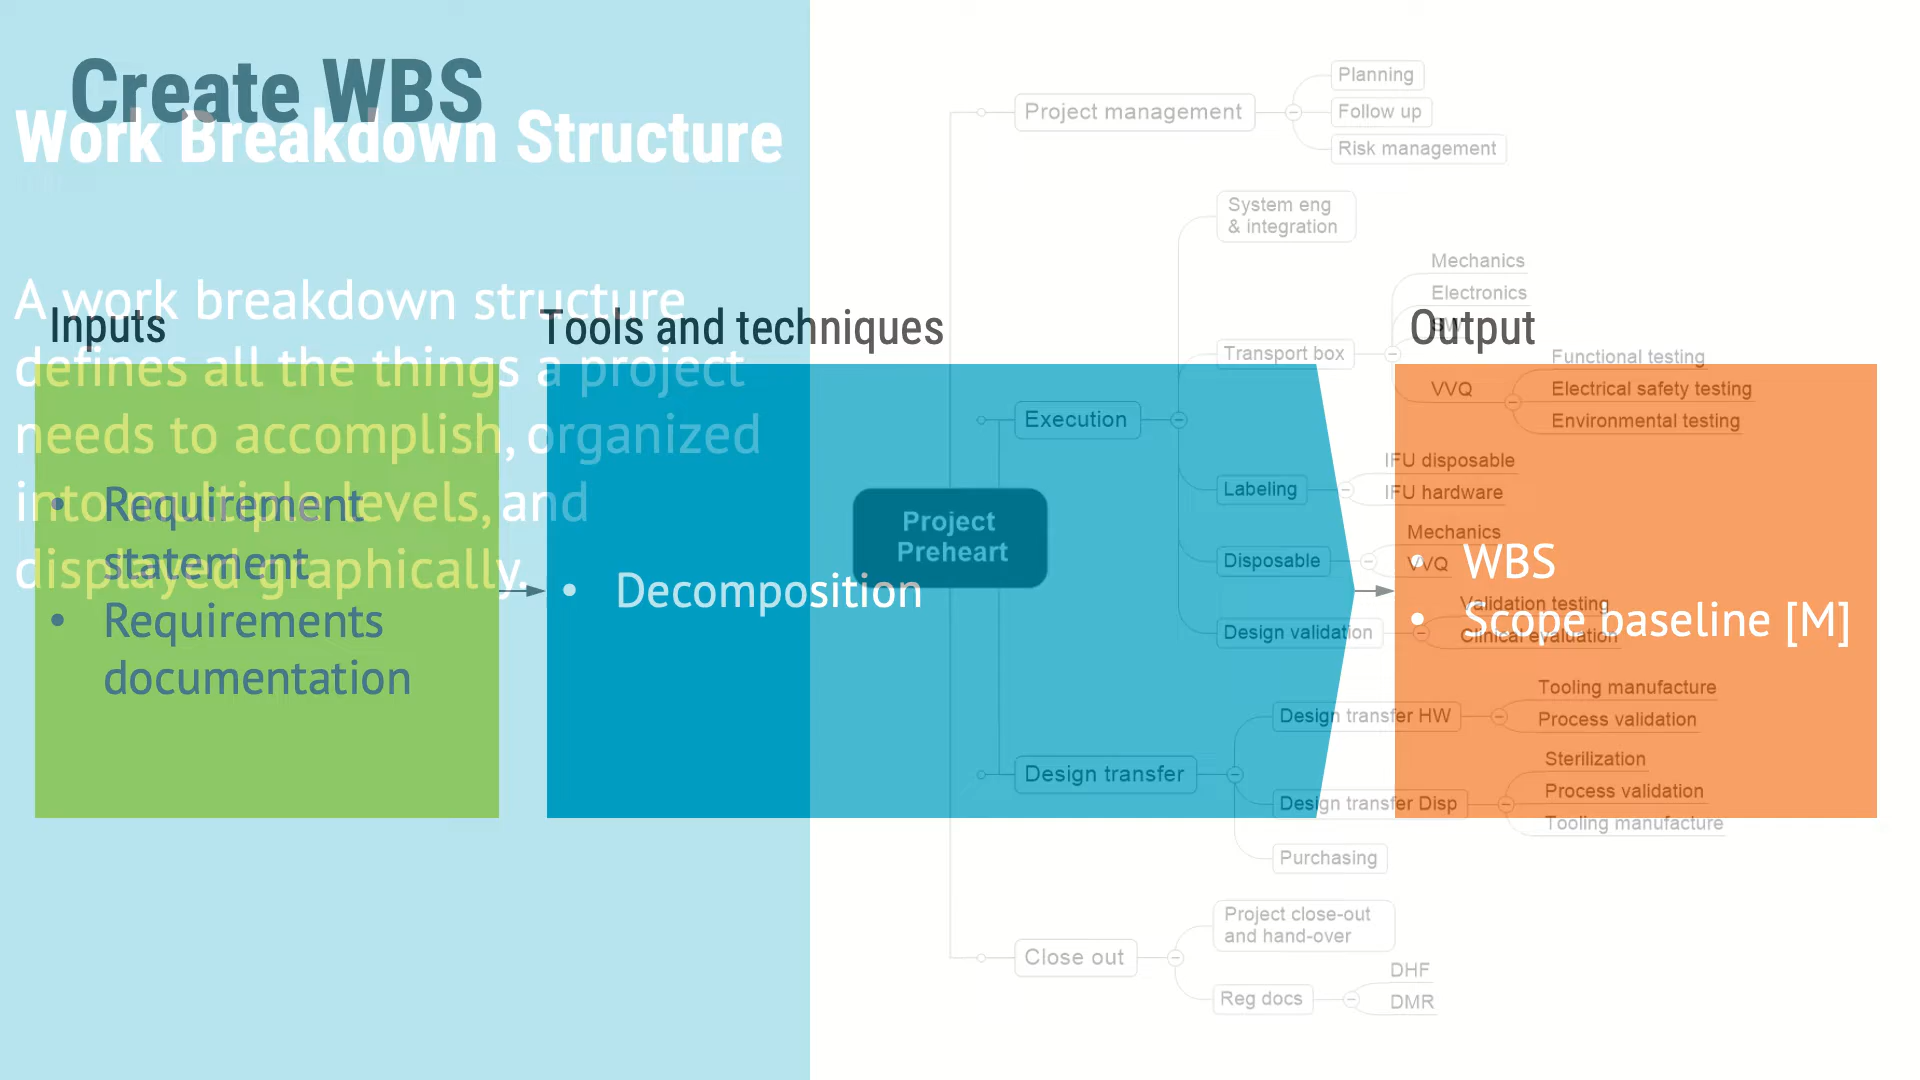 Create WBS
Work Breakdown Structure
A work breakdown structure
defines all the things a project
needs to accomplish, organized
into multiple levels, and
displayed graphically.
Inputs
• Requirement
statement
• Requirements
documentation
Tools and techniques
• Decomposition
Output
• WBS
• Scope baseline [M]
Project
Preheart
Project management
Planning
Follow up
Risk management
Execution
System eng
& integration
Transport box
Mechanics
Electronics
SW
VVQ
Functional testing
Electrical safety testing
Environmental testing
Labeling
IFU disposable
IFU hardware
Disposable
Mechanics
VVQ
Design validation
Validation testing
Clinical evaluation
Design transfer
Design transfer HW
Tooling manufacture
Process validation
Design transfer Disp
Sterilization
Process validation
Tooling manufacture
Purchasing
Close out
Project close-out
and hand-over
Reg docs
DHF
DMR